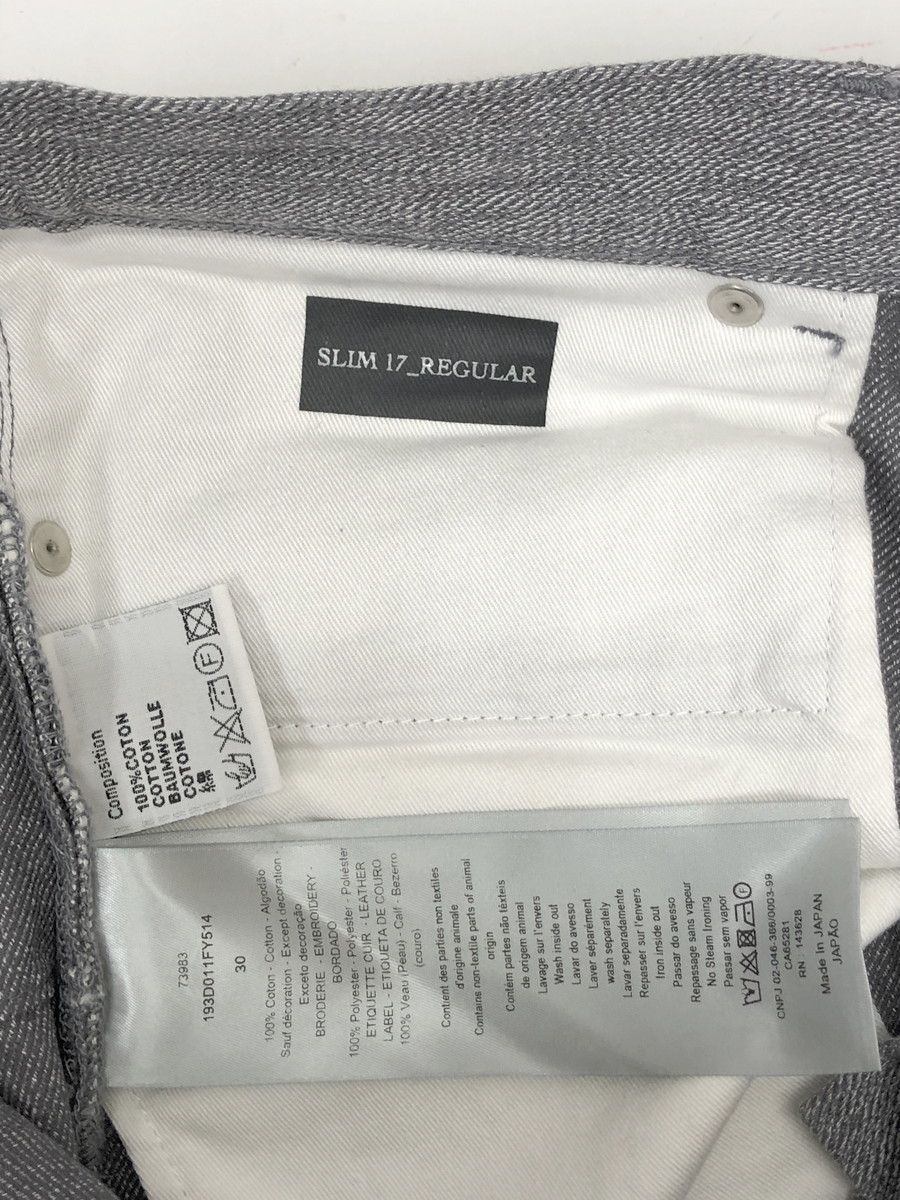 SLIM 17_REGULAR
Composition
100%COTON
COTTON
BAUMWOLLE
COTONE
綿
73983
193D011FY514
30
100% Coton - Cotton - Algodão
Sauf décoration - Except decoration -
Exceto decoração
BRODERIE - EMBROIDERY -
BORDADO
100% Polyester - Polyester - Poliéster
ETIQUETTE CUIR - LEATHER
LABEL - ETIQUETA DE COURO
100% Veau (Peau) - Calf - Bezerro
(couro)
Contient des parties non textiles
d'origine animale
Contains non-textile parts of animal
origin
Contém partes não têxteis
de origem animal
Lavage sur l'envers
Wash inside out
Lavar do avesso
Laver séparément
wash separately
Lavar separadamente
Repasser sur l'envers
Iron inside out
Passar do avesso
Repassage sans vapeur
No Steam Ironing
Passar sem vapor
CNPJ 02-046-366/0003-99
CA65281
RN : 143628
Made In JAPAN
JAPÃO